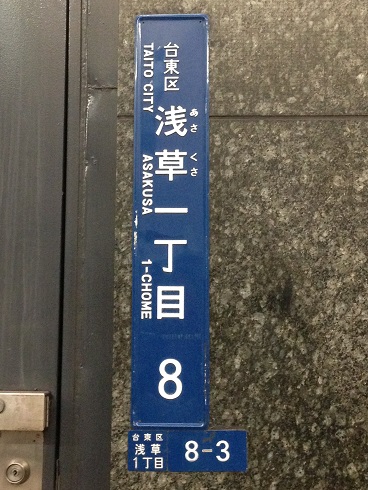 台東区
TAITO CITY
あさくさ
浅草一丁目
ASAKUSA 1-CHOME
8
台東区
浅草
1丁目
8-3